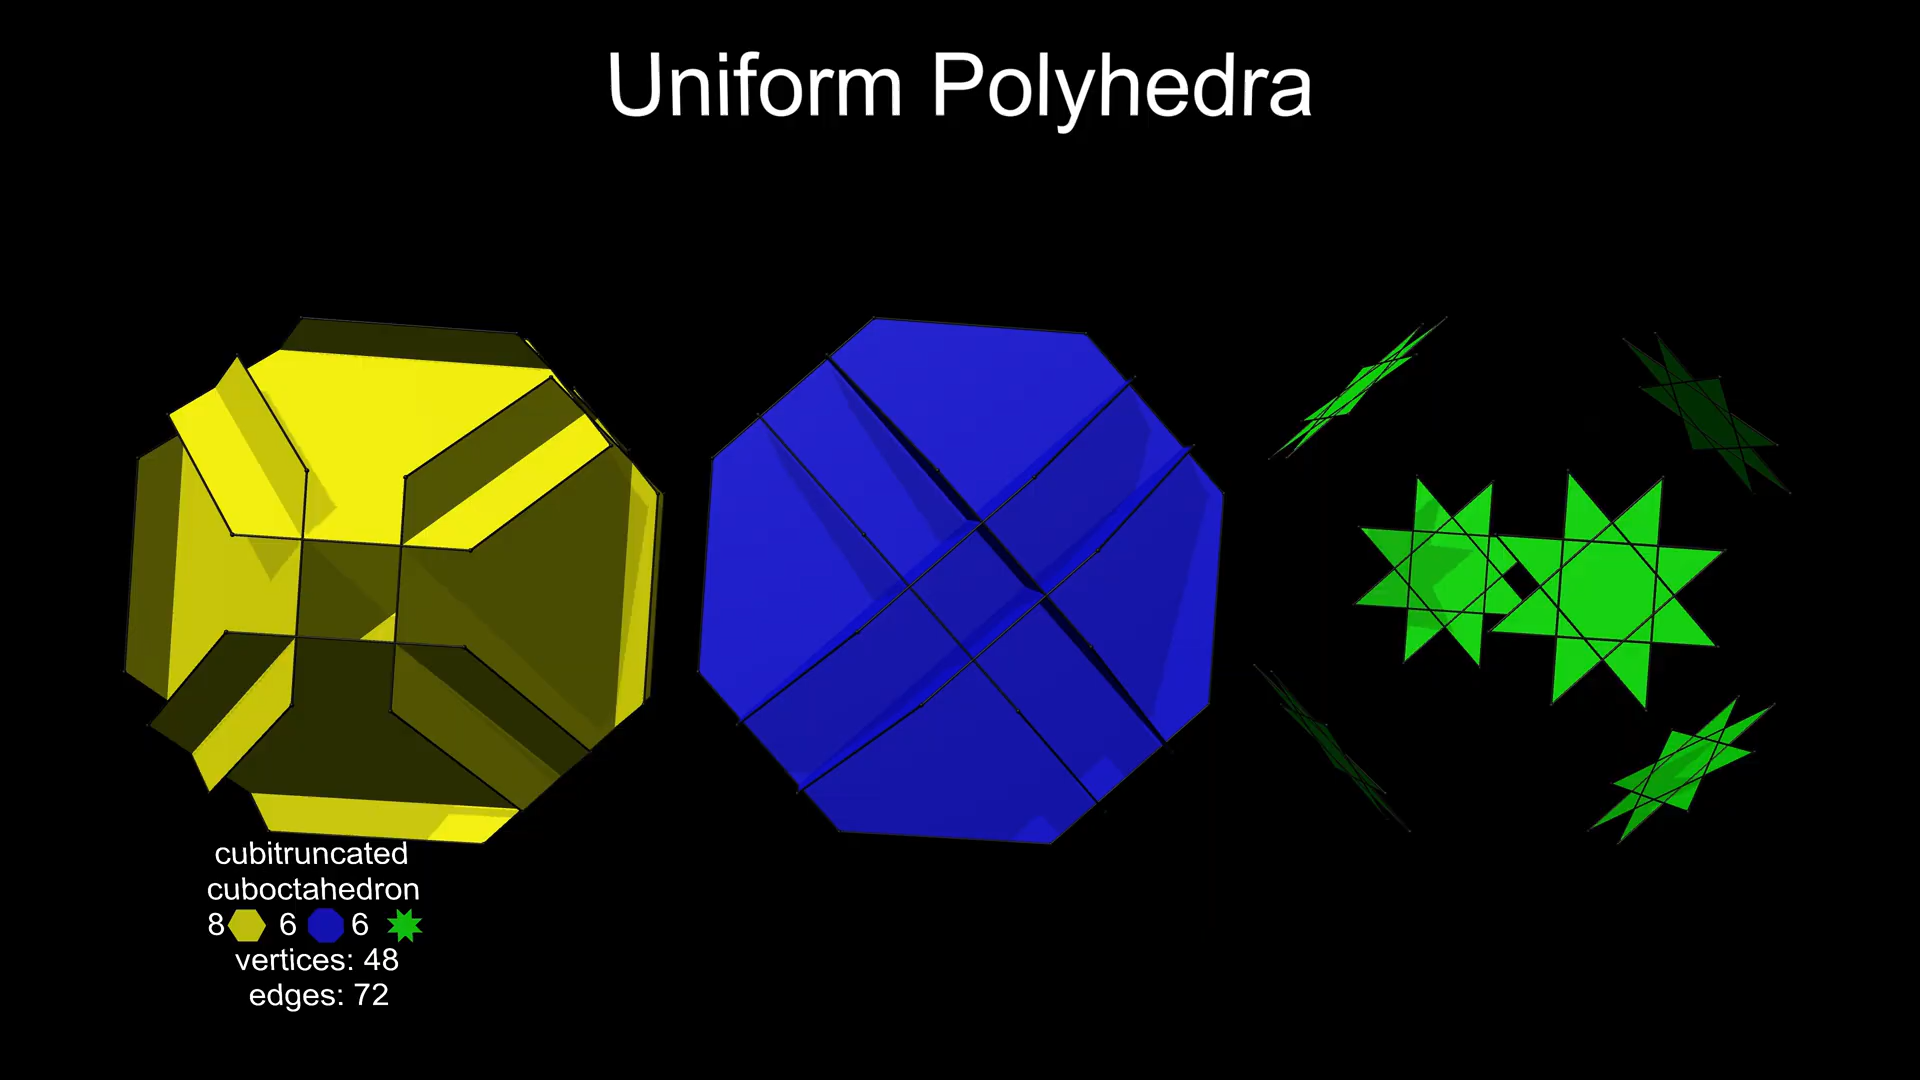 Uniform Polyhedra
cubitruncated
cuboctahedron
8 6 6
vertices: 48
edges: 72